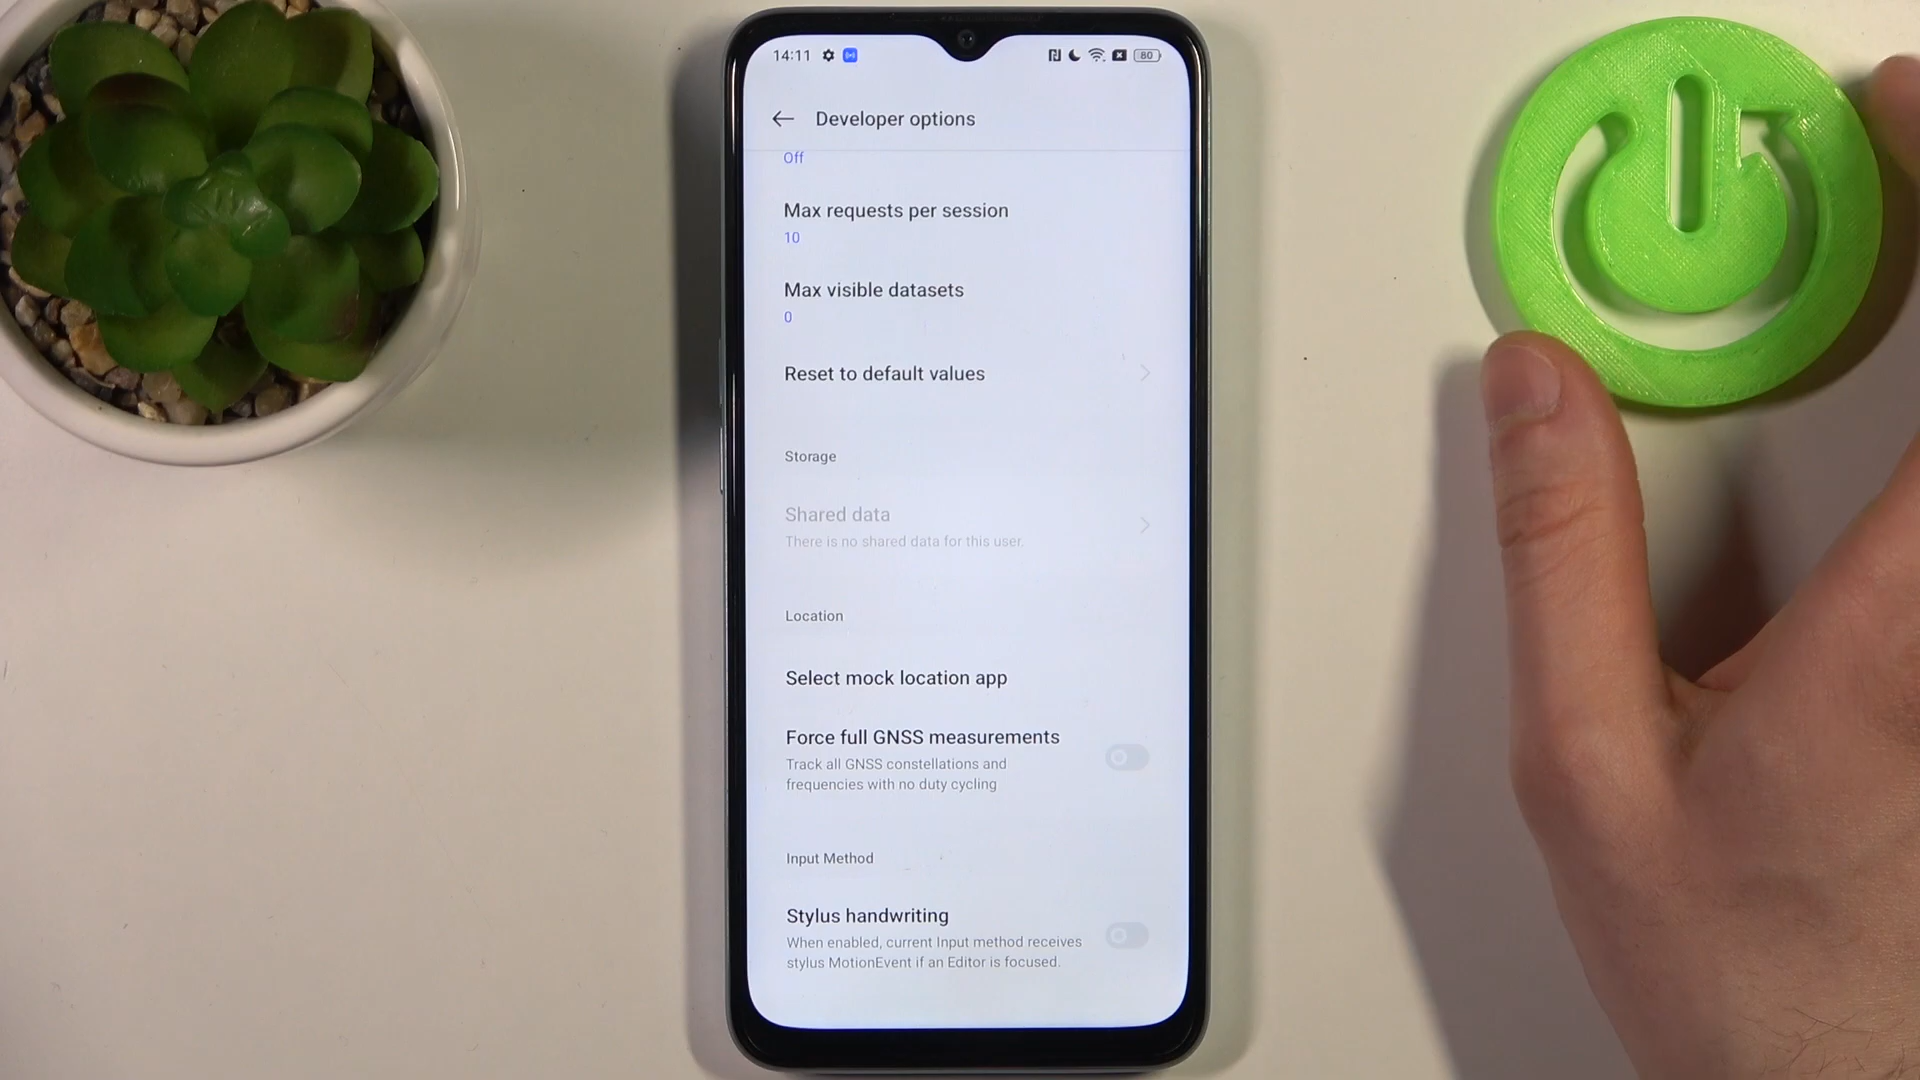 14:11
80
Developer options
Off
Max requests per session
10
Max visible datasets
0
Reset to default values
Storage
Shared data
There is no shared data for this user.
Location
Select mock location app
Force full GNSS measurements
Track all GNSS constellations and
frequencies with no duty cycling
Input Method
Stylus handwriting
When enabled, current Input method receives
stylus MotionEvent if an Editor is focused.